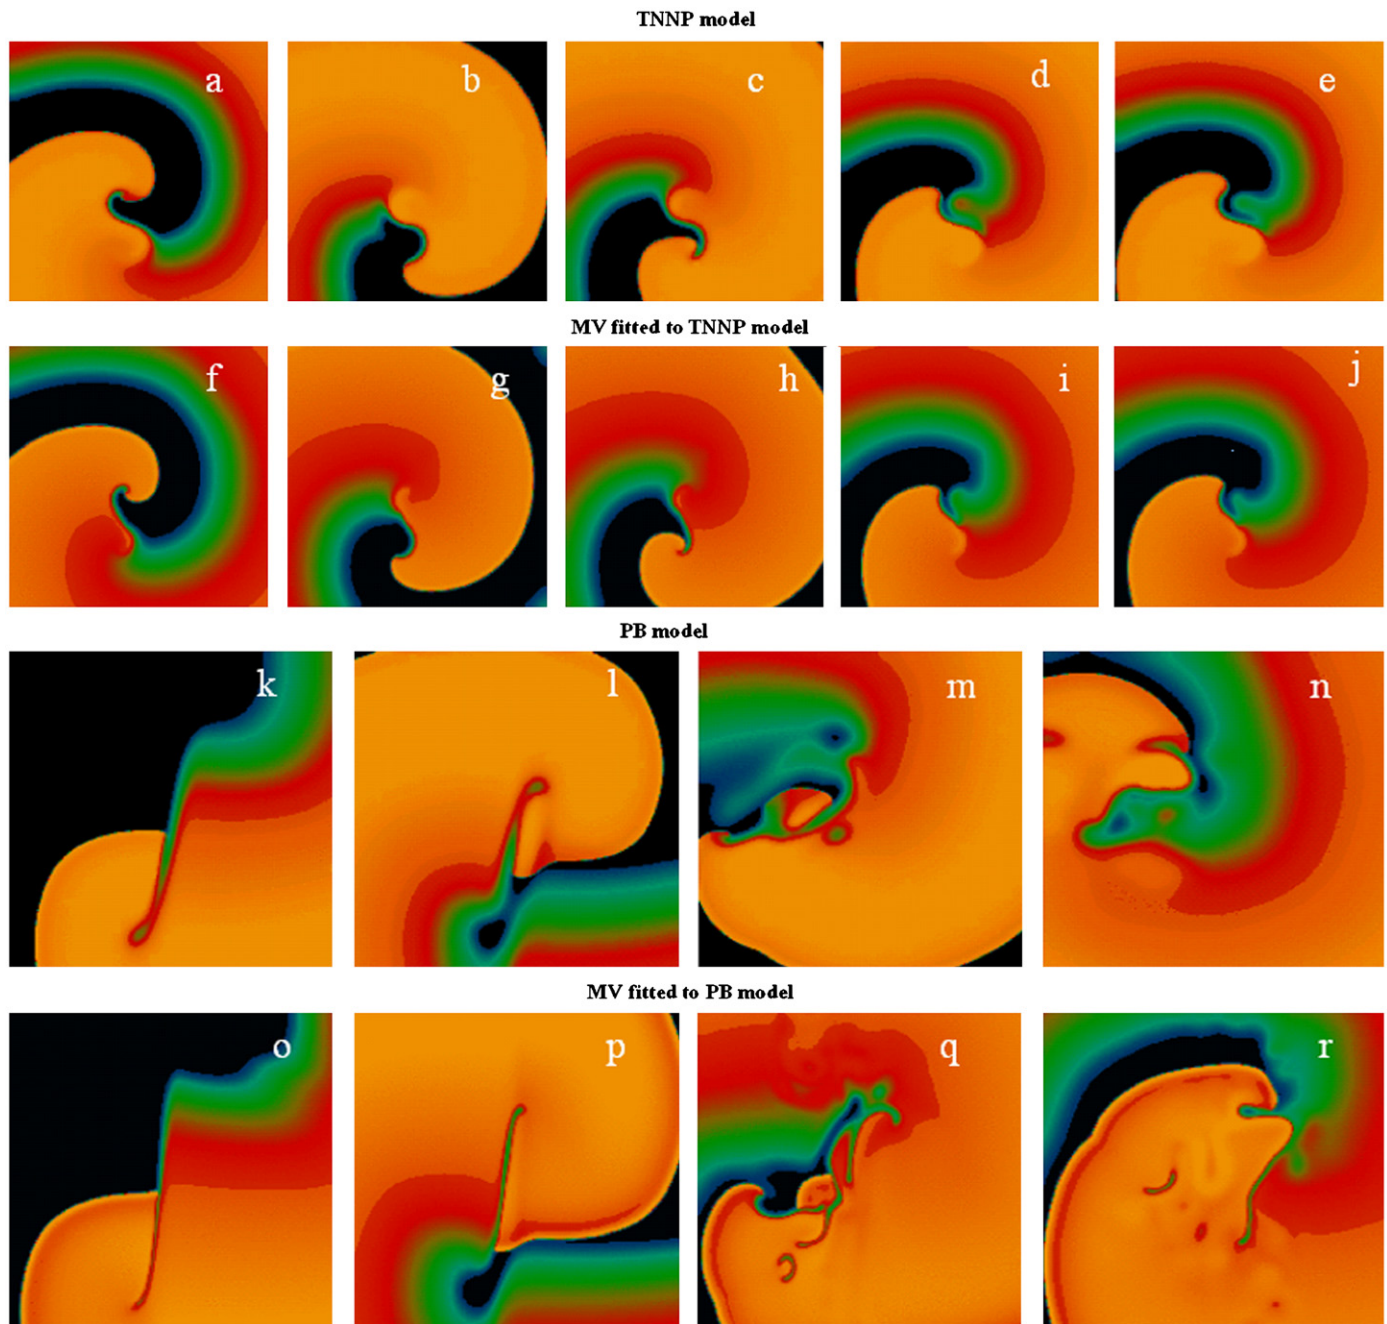 TNNP model
a b c d e
MV fitted to TNNP model
f g h i j
PB model
k l m n
MV fitted to PB model
o p q r